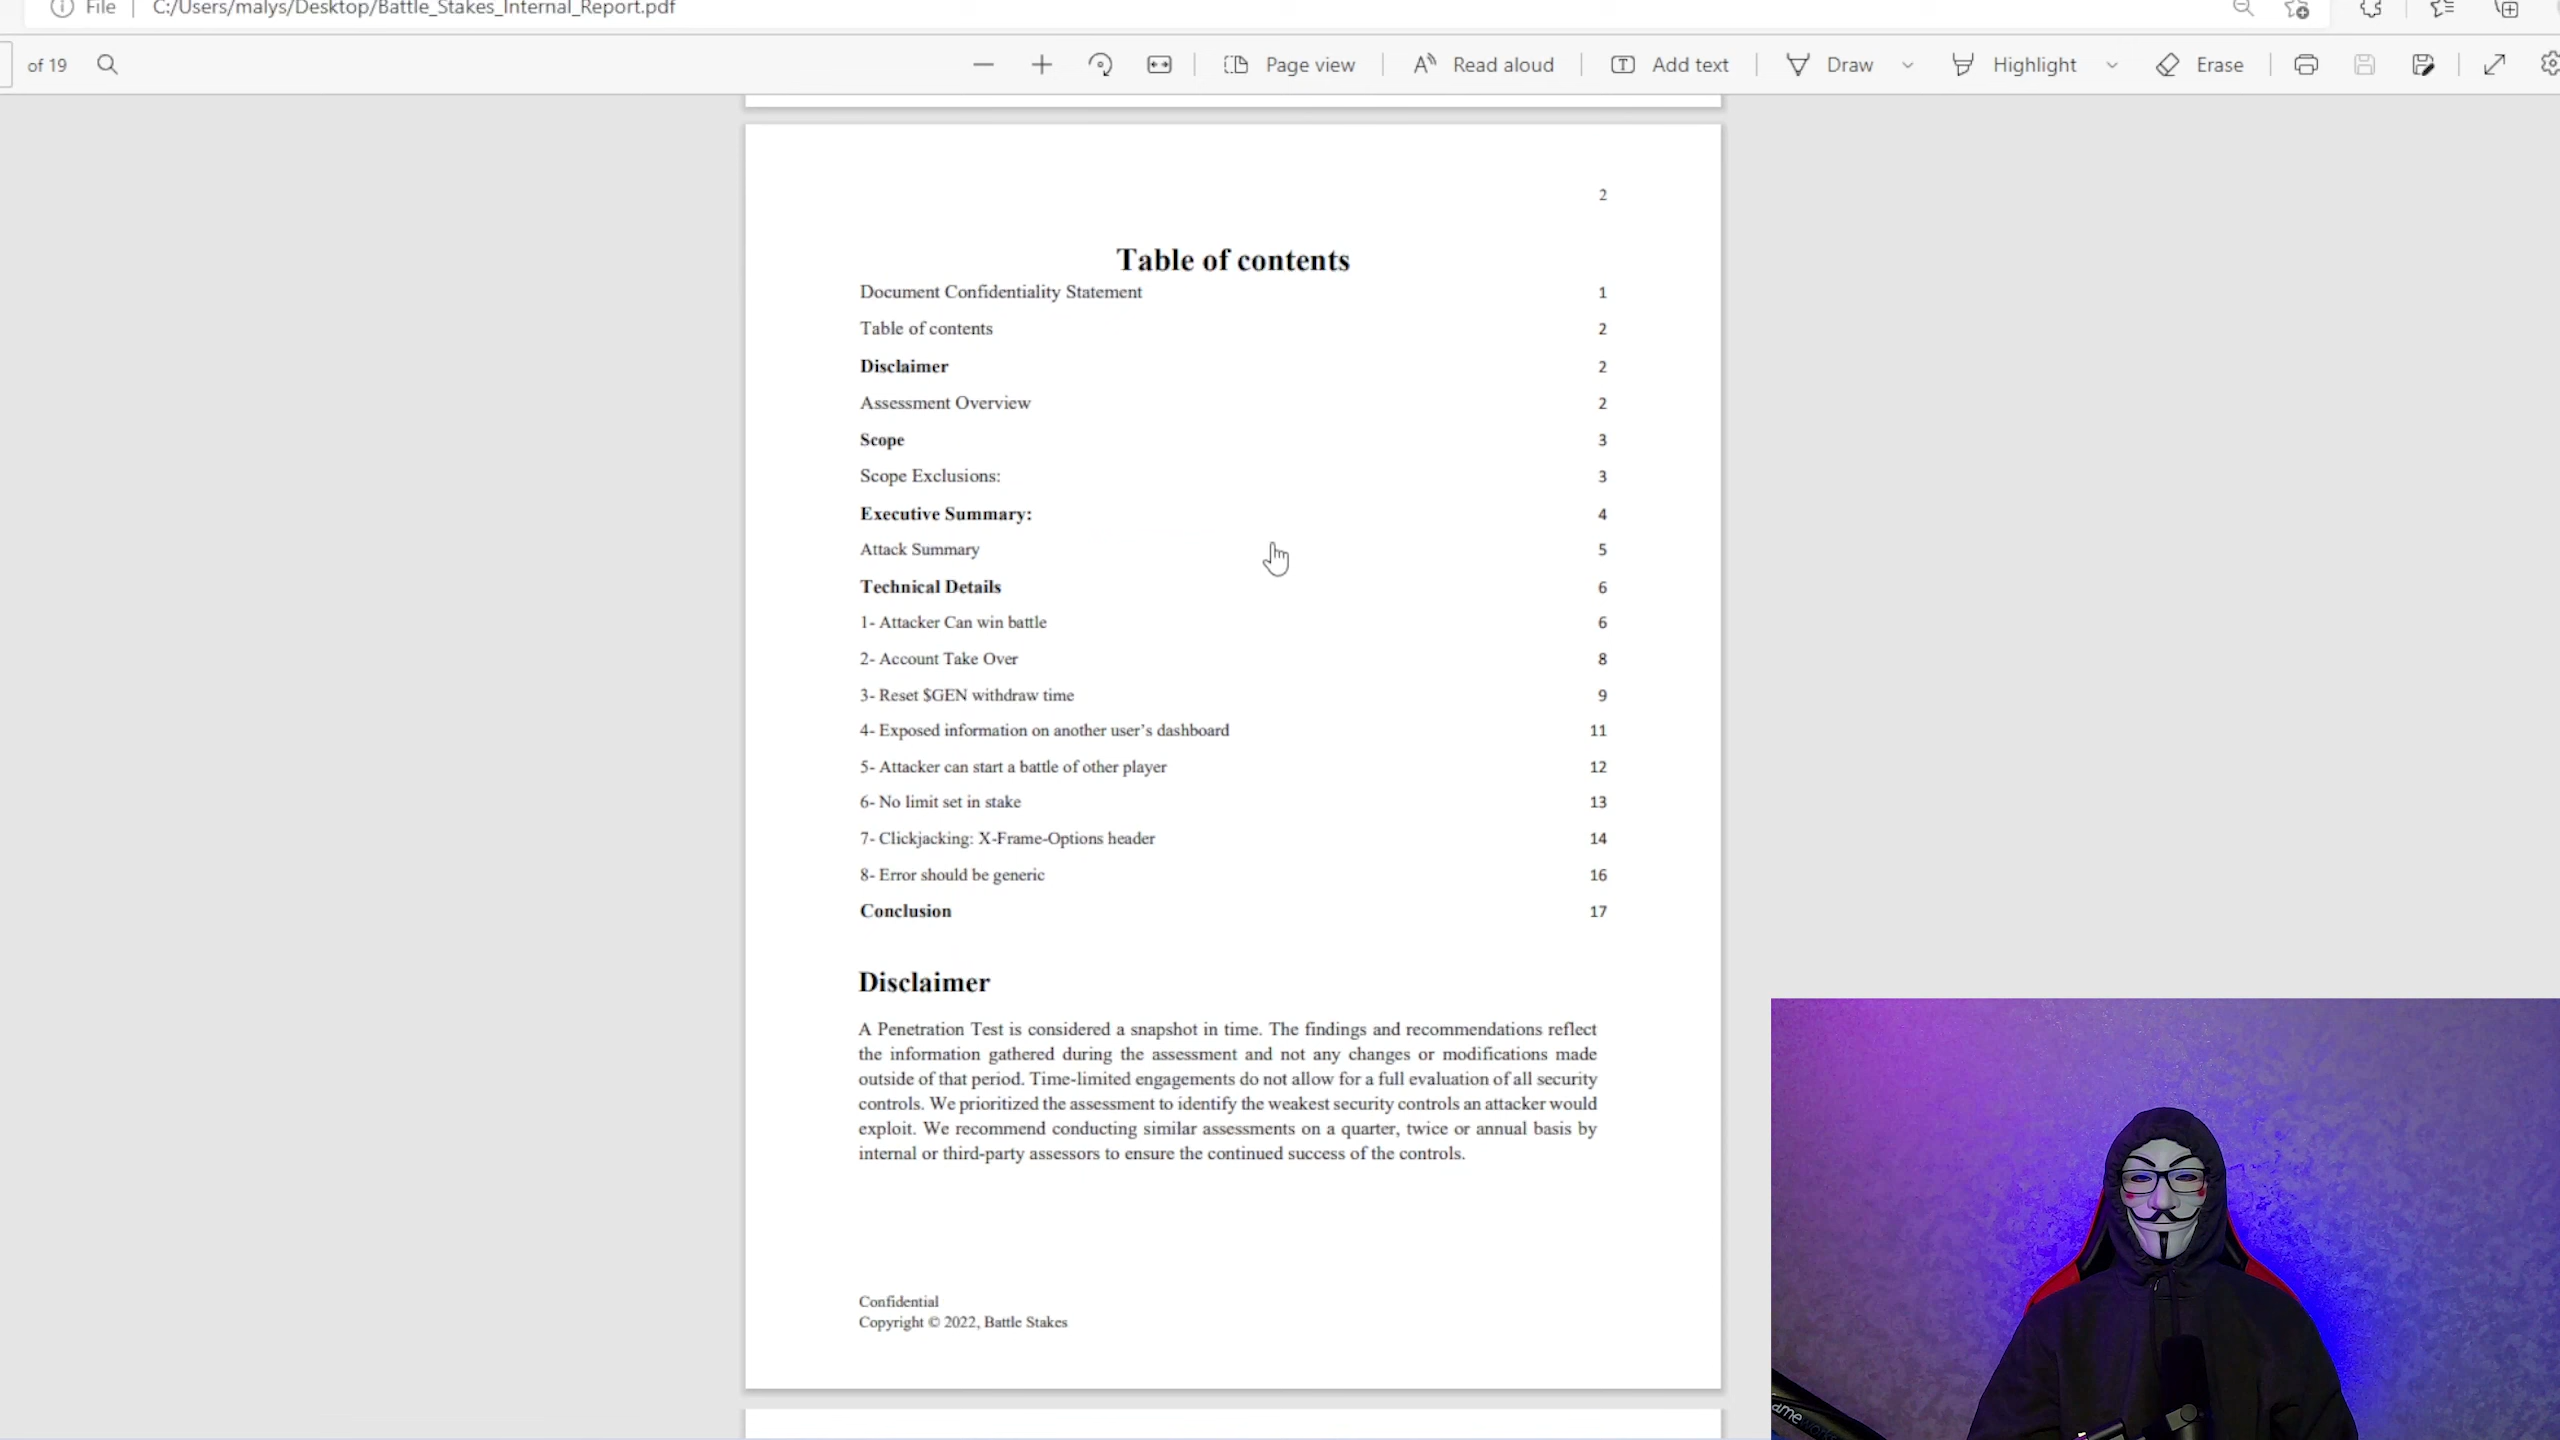 File
C:/Users/malys/Desktop/Battle_Stakes_Internal_Report.pdf
of 19
Page view
Read aloud
Add text
Draw
Highlight
Erase
2
Table of contents
Document Confidentiality Statement 1
Table of contents 2
Disclaimer 2
Assessment Overview 2
Scope 3
Scope Exclusions: 3
Executive Summary: 4
Attack Summary 5
Technical Details 6
1- Attacker Can win battle 6
2- Account Take Over 8
3- Reset $GEN withdraw time 9
4- Exposed information on another user’s dashboard 11
5- Attacker can start a battle of other player 12
6- No limit set in stake 13
7- Clickjacking: X-Frame-Options header 14
8- Error should be generic 16
Conclusion 17
Disclaimer
A Penetration Test is considered a snapshot in time. The findings and recommendations reflect
the information gathered during the assessment and not any changes or modifications made
outside of that period. Time-limited engagements do not allow for a full evaluation of all security
controls. We prioritized the assessment to identify the weakest security controls an attacker would
exploit. We recommend conducting similar assessments on a quarter, twice or annual basis by
internal or third-party assessors to ensure the continued success of the controls.
Confidential
Copyright © 2022, Battle Stakes